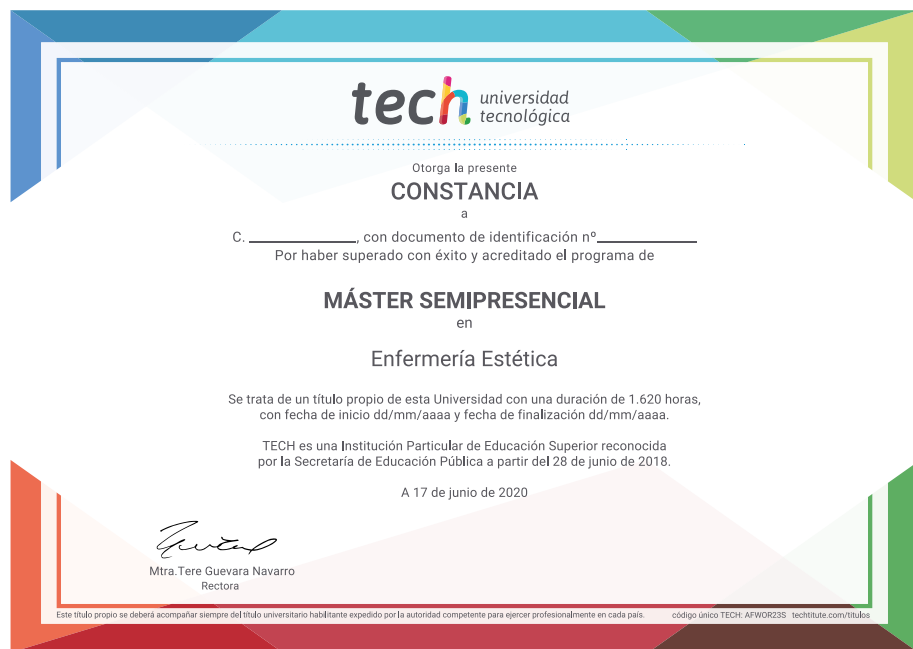 tech universidad
tecnológica
Otorga la presente
CONSTANCIA
a
C. ____________, con documento de identificación nº____________
Por haber superado con éxito y acreditado el programa de
MÁSTER SEMIPRESENCIAL
en
Enfermería Estética
Se trata de un título propio de esta Universidad con una duración de 1.620 horas,
con fecha de inicio dd/mm/aaaa y fecha de finalización dd/mm/aaaa.
TECH es una Institución Particular de Educación Superior reconocida
por la Secretaría de Educación Pública a partir del 28 de junio de 2018.
A 17 de junio de 2020
Mtra.Tere Guevara Navarro
Rectora
Este título propio se deberá acompañar siempre del título universitario habilitante expedido por la autoridad competente para ejercer profesionalmente en cada país. código único TECH: AFWOR23S techtitute.com/titulos